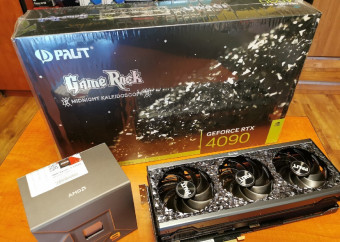 PALIT
GameRock
MIDNIGHT KALEIDOSCOPE
GEFORCE RTX
4090
AMD